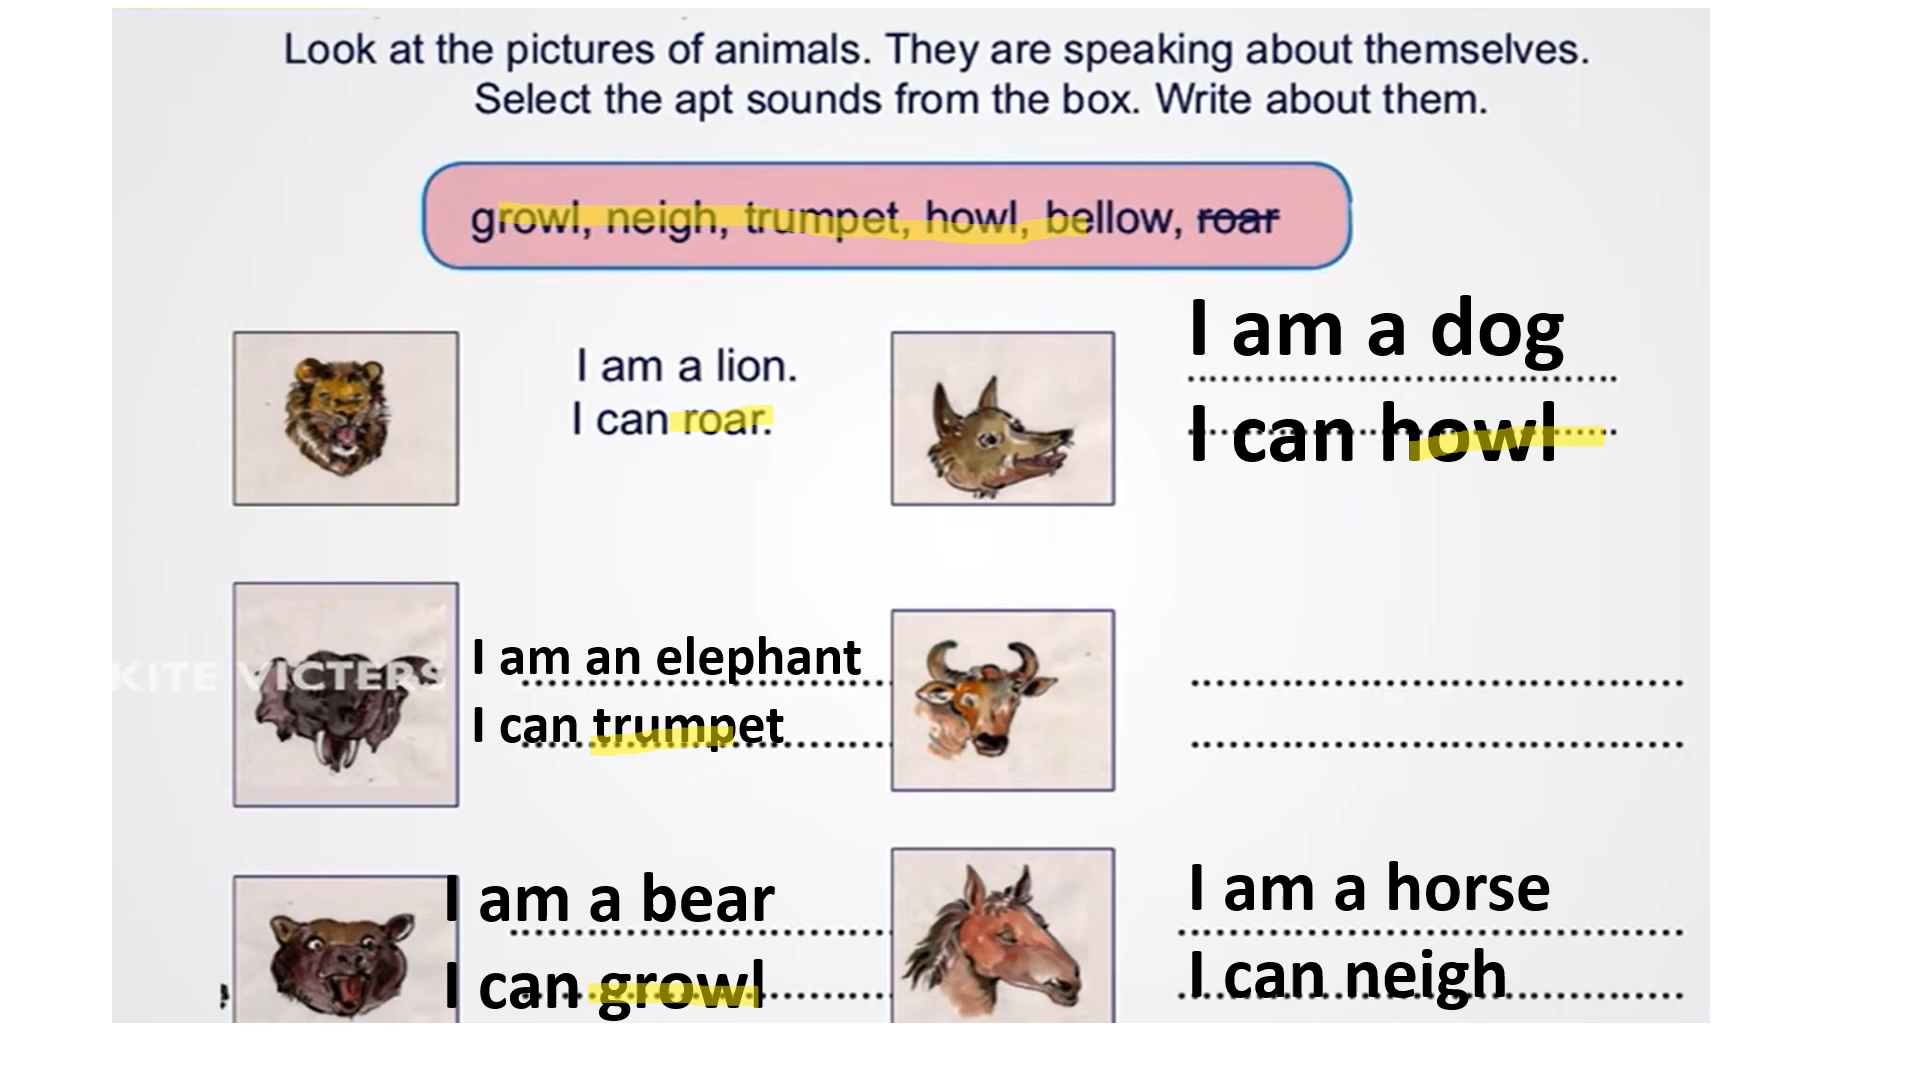 Look at the pictures of animals. They are speaking about themselves.
Select the apt sounds from the box. Write about them.
growl, neigh, trumpet, howl, bellow, roar
I am a lion.
I can roar.
I am a dog
I can howl
KITE VICTERS
I am an elephant
I can trumpet
I am a bear
I can growl
I am a horse
I can neigh